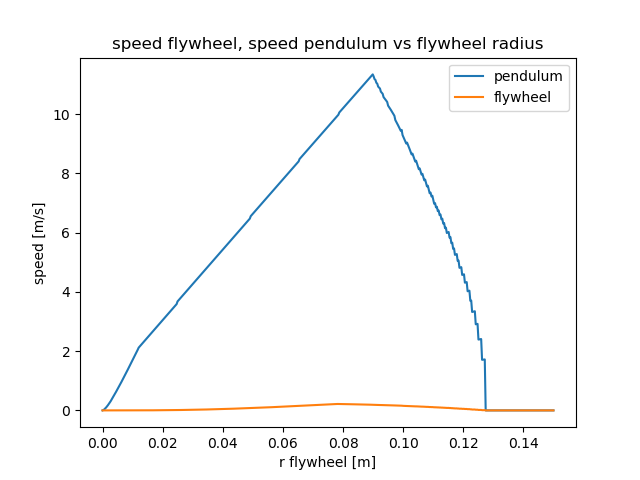 speed flywheel, speed pendulum vs flywheel radius
pendulum
flywheel
speed [m/s]
10
8
6
4
2
0
0.00 0.02 0.04 0.06 0.08 0.10 0.12 0.14
r flywheel [m]